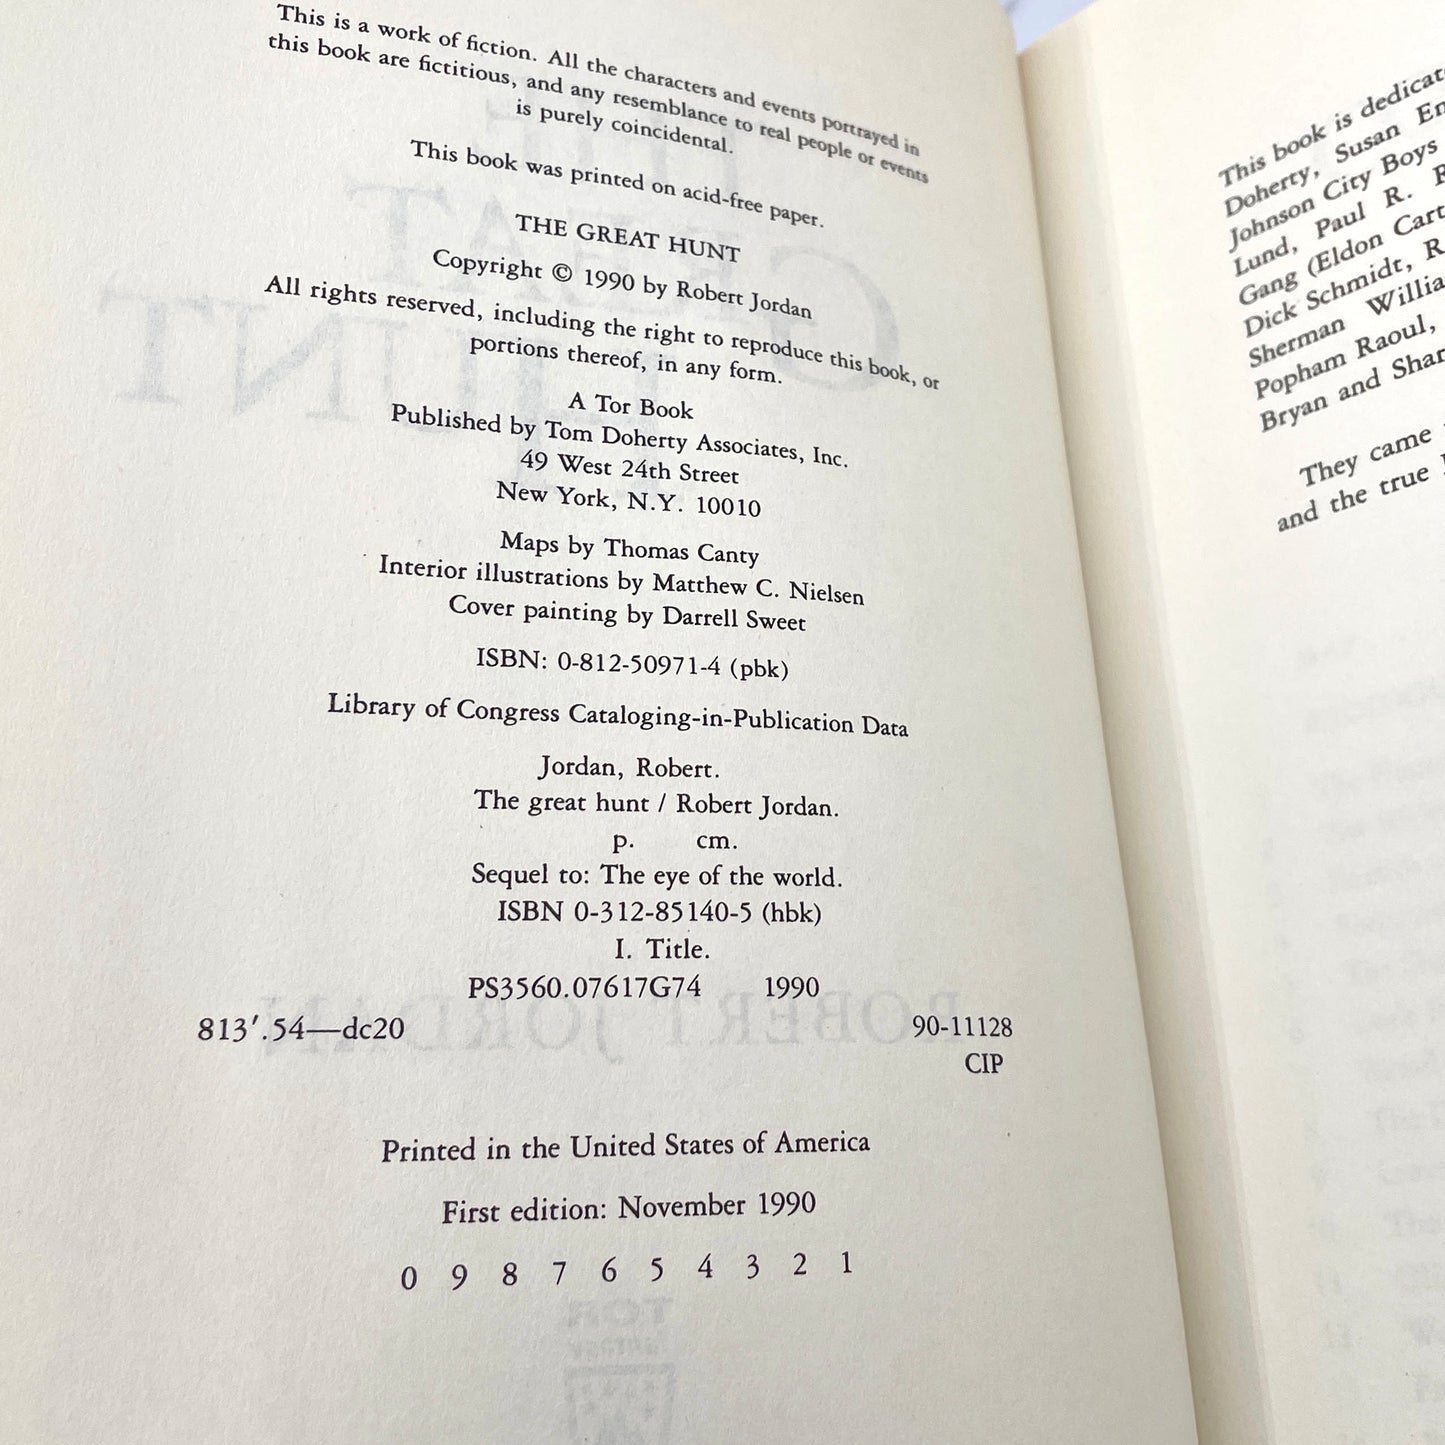 This is a work of fiction. All the characters and events portrayed in
this book are fictitious, and any resemblance to real people or events
is purely coincidental.
This book was printed on acid-free paper.
THE GREAT HUNT
Copyright © 1990 by Robert Jordan
All rights reserved, including the right to reproduce this book, or
portions thereof, in any form.
A Tor Book
Published by Tom Doherty Associates, Inc.
49 West 24th Street
New York, N.Y. 10010
Maps by Thomas Canty
Interior illustrations by Matthew C. Nielsen
Cover painting by Darrell Sweet
ISBN: 0-812-50971-4 (pbk)
Library of Congress Cataloging-in-Publication Data
Jordan, Robert.
The great hunt / Robert Jordan.
p. cm.
Sequel to: The eye of the world.
ISBN 0-312-85140-5 (hbk)
I. Title.
PS3560.07617G74 1990
813′.54—dc20 90-11128
CIP
Printed in the United States of America
First edition: November 1990
0 9 8 7 6 5 4 3 2 1
This book is dedicat
Doherty, Susan En
Johnson City Boys
Lund, Paul R.
Gang (Eldon Cart
Dick Schmidt, R
Sherman Willia
Popham Raoul,
Bryan and Shar
They came
and the true